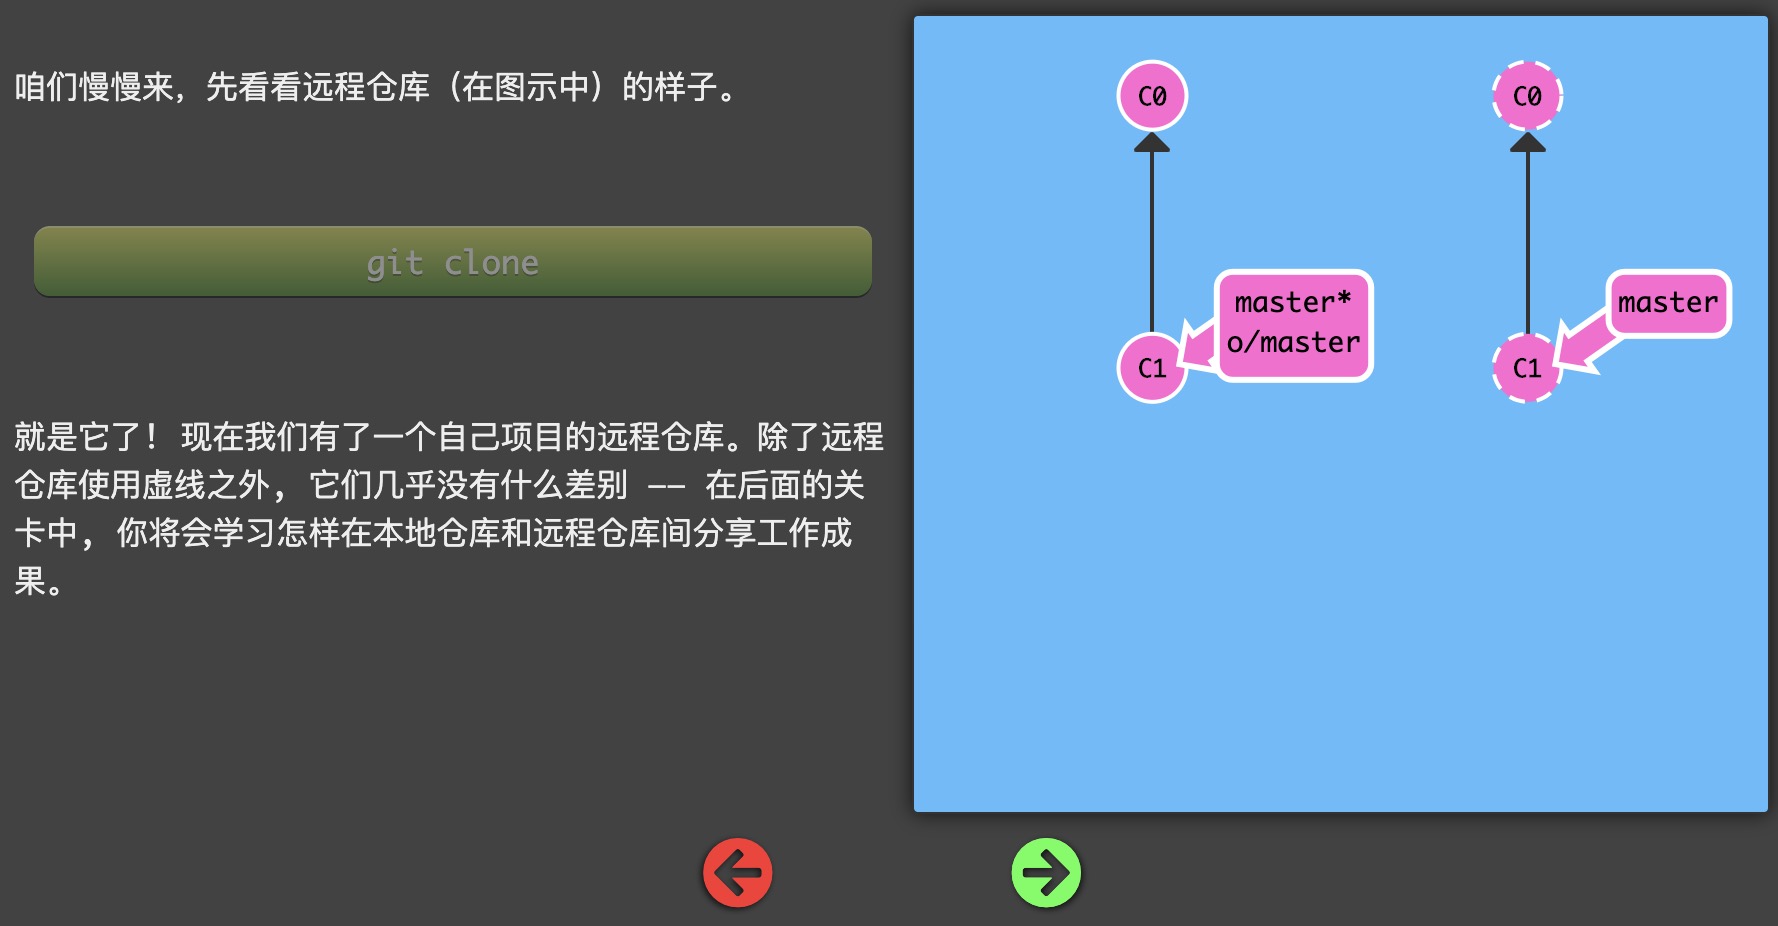 咱们慢慢来，先看看远程仓库（在图示中）的样子。
git clone
就是它了！现在我们有了一个自己项目的远程仓库。除了远程
仓库使用虚线之外, 它们几乎没有什么差别 —— 在后面的关
卡中, 你将会学习怎样在本地仓库和远程仓库间分享工作成
果。
C0
C0
master*
o/master
master
C1
C1